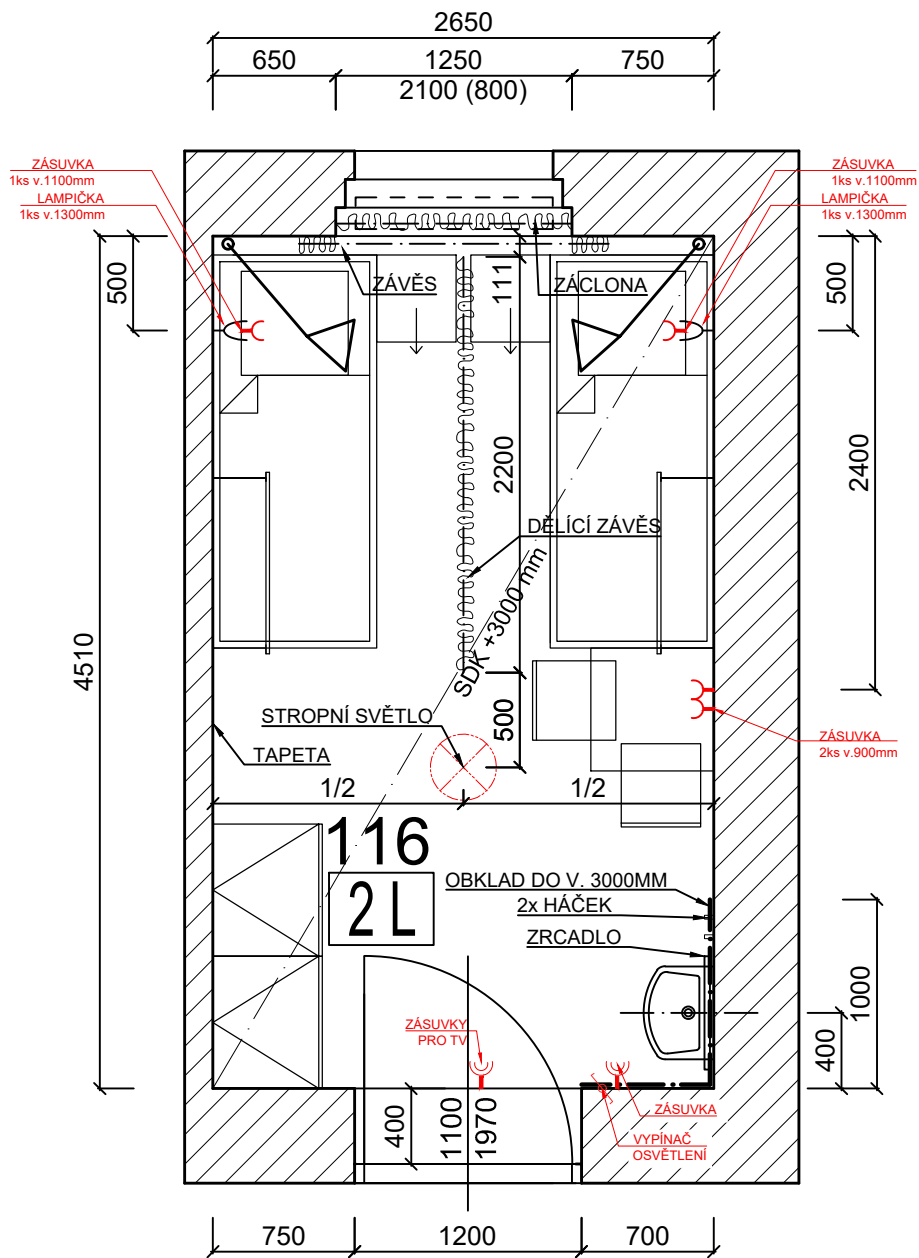 2650
650 1250 750
2100 (800)
ZÁSUVKA
1ks v.1100mm
LAMPIČKA
1ks v.1300mm
ZÁSUVKA
1ks v.1100mm
LAMPIČKA
1ks v.1300mm
500
ZÁVĚS
111
ZÁCLONA
500
2200
2400
DĚLÍCÍ ZÁVĚS
SDK +3000 mm
4510
STROPNÍ SVĚTLO
500
TAPETA
ZÁSUVKA
2ks v.900mm
1/2 1/2
116
2 L
OBKLAD DO V. 3000MM
2x HÁČEK
ZRCADLO
1000
400
ZÁSUVKY
PRO TV
400
1100
1970
ZÁSUVKA
VYPÍNAČ
OSVĚTLENÍ
750 1200 700